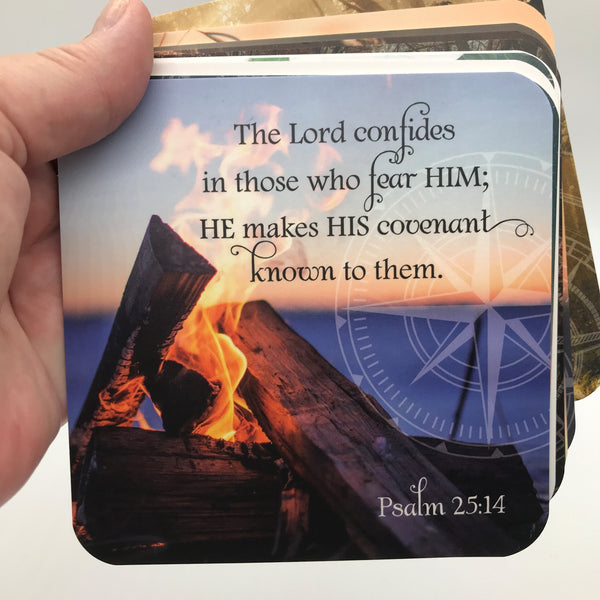 The Lord confides
in those who fear HIM;
HE makes HIS covenant
known to them.
Psalm 25:14